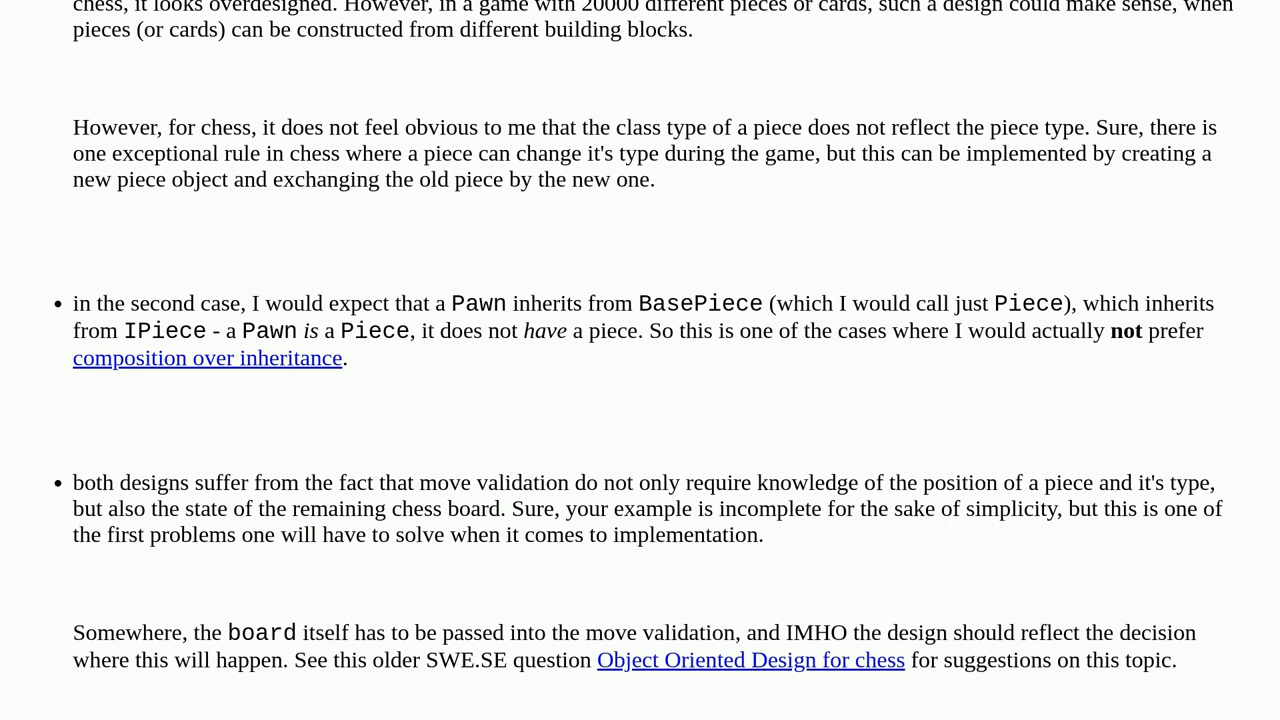 chess, it looks overdesigned. However, in a game with 20000 different pieces or cards, such a design could make sense, when
pieces (or cards) can be constructed from different building blocks.
However, for chess, it does not feel obvious to me that the class type of a piece does not reflect the piece type. Sure, there is
one exceptional rule in chess where a piece can change it's type during the game, but this can be implemented by creating a
new piece object and exchanging the old piece by the new one.
• in the second case, I would expect that a Pawn inherits from BasePiece (which I would call just Piece), which inherits
from IPiece - a Pawn is a Piece, it does not have a piece. So this is one of the cases where I would actually not prefer
composition over inheritance.
• both designs suffer from the fact that move validation do not only require knowledge of the position of a piece and it's type,
but also the state of the remaining chess board. Sure, your example is incomplete for the sake of simplicity, but this is one of
the first problems one will have to solve when it comes to implementation.
Somewhere, the board itself has to be passed into the move validation, and IMHO the design should reflect the decision
where this will happen. See this older SWE.SE question Object Oriented Design for chess for suggestions on this topic.